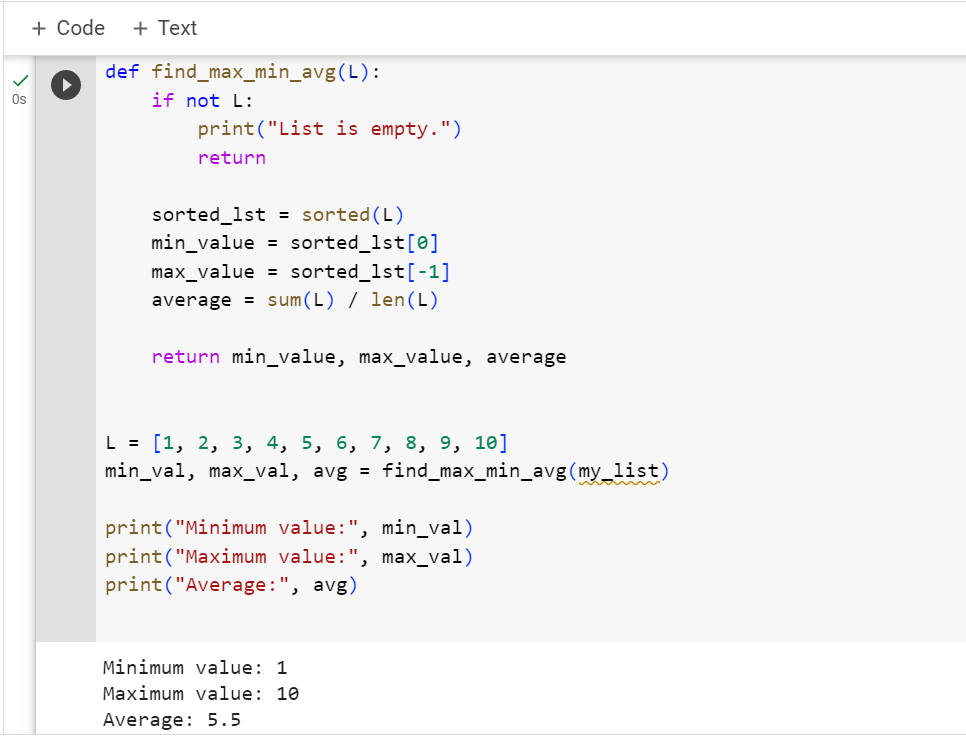 + Code + Text
0s
def find_max_min_avg(L):
    if not L:
        print("List is empty.")
        return

    sorted_lst = sorted(L)
    min_value = sorted_lst[0]
    max_value = sorted_lst[-1]
    average = sum(L) / len(L)

    return min_value, max_value, average


L = [1, 2, 3, 4, 5, 6, 7, 8, 9, 10]
min_val, max_val, avg = find_max_min_avg(my_list)

print("Minimum value:", min_val)
print("Maximum value:", max_val)
print("Average:", avg)

Minimum value: 1
Maximum value: 10
Average: 5.5